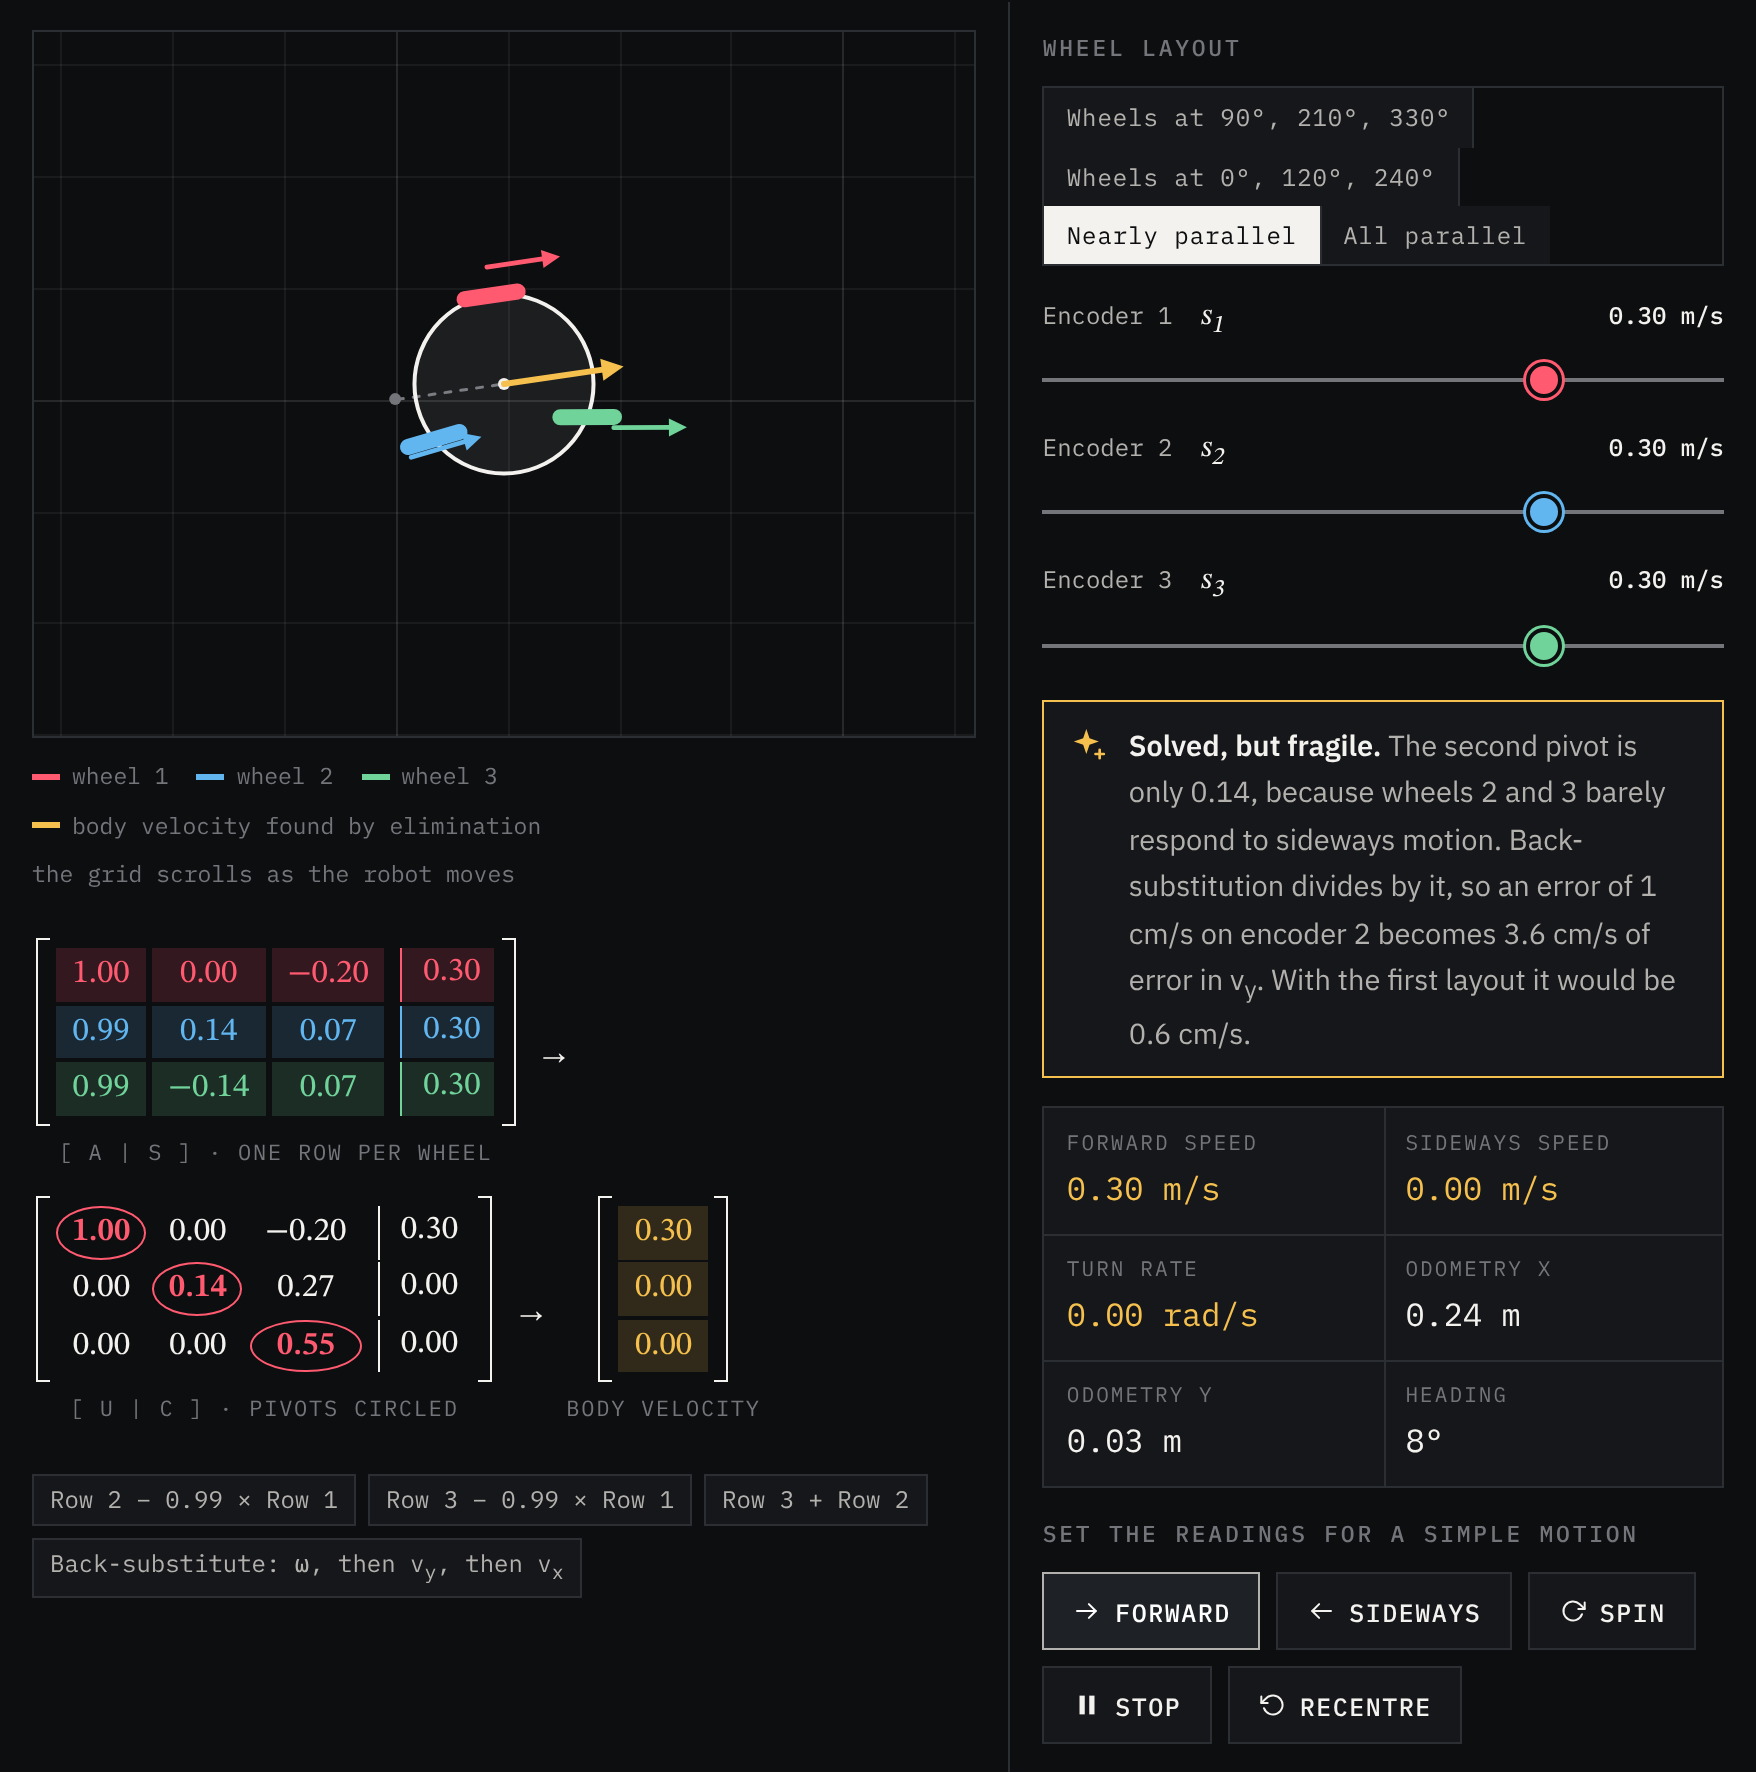 wheel 1 wheel 2 wheel 3
body velocity found by elimination
the grid scrolls as the robot moves
1.00 0.00 −0.20 0.30
0.99 0.14 0.07 0.30
0.99 −0.14 0.07 0.30
→
[ A | S ] · ONE ROW PER WHEEL
1.00 0.00 −0.20 0.30
0.00 0.14 0.27 0.00
0.00 0.00 0.55 0.00
[ U | C ] · PIVOTS CIRCLED
→
0.30
0.00
0.00
BODY VELOCITY
Row 2 − 0.99 × Row 1 Row 3 − 0.99 × Row 1 Row 3 + Row 2
Back-substitute: ω, then vy, then vx
WHEEL LAYOUT
Wheels at 90°, 210°, 330°
Wheels at 0°, 120°, 240°
Nearly parallel All parallel
Encoder 1 s1 0.30 m/s
Encoder 2 s2 0.30 m/s
Encoder 3 s3 0.30 m/s
Solved, but fragile. The second pivot is
only 0.14, because wheels 2 and 3 barely
respond to sideways motion. Back-
substitution divides by it, so an error of 1
cm/s on encoder 2 becomes 3.6 cm/s of
error in vy. With the first layout it would be
0.6 cm/s.
FORWARD SPEED SIDEWAYS SPEED
0.30 m/s 0.00 m/s
TURN RATE ODOMETRY X
0.00 rad/s 0.24 m
ODOMETRY Y HEADING
0.03 m 8°
SET THE READINGS FOR A SIMPLE MOTION
→ FORWARD ← SIDEWAYS SPIN
STOP RECENTRE